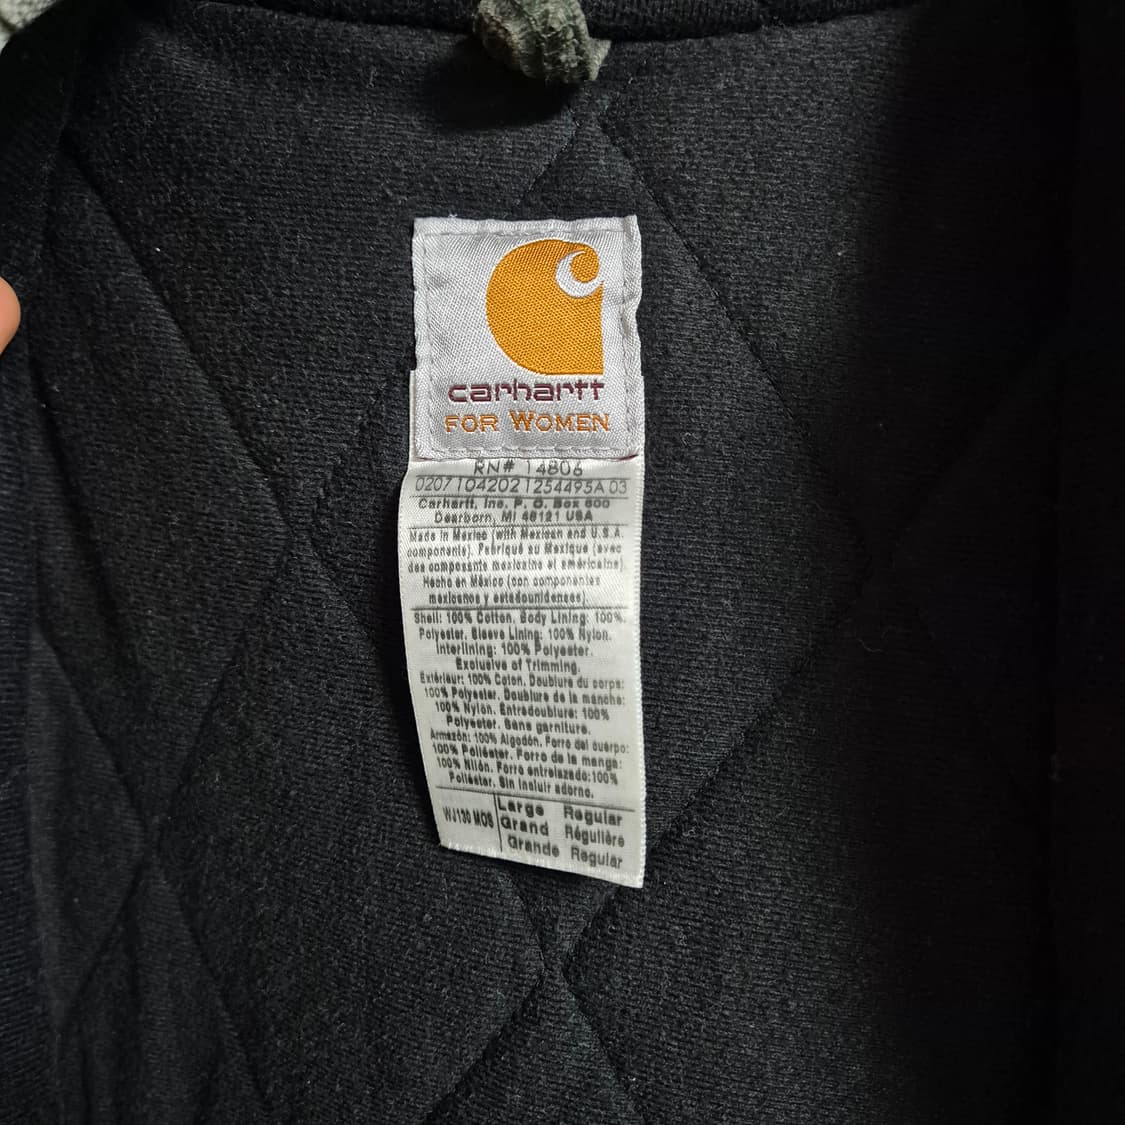 carhartt
FOR WOMEN
RN# 14806
0207104202 1254495A 03
Carhartt, Inc. P. O. Box 600
Dearborn, MI 48121 USA
Made in Mexico (with Mexican and U.S.A.
components). Fabriqué au Mexique (avec
des composants mexicains et américains).
Hecho en México (con componentes
mexicanos y estadounidenses).
Shell: 100% Cotton. Body Lining: 100%
Polyester. Sleeve Lining: 100% Nylon.
Interlining: 100% Polyester.
Exclusive of Trimming.
Extérieur: 100% Coton. Doublure du corps:
100% Polyester. Doublure de la manche:
100% Nylon. Entredoublure: 100%
Polyester. Sans garniture.
Armazón: 100% Algodón. Forro del cuerpo:
100% Poliéster. Forro de la manga:
100% Nilón. Forro entrelazado:100%
Poliéster. Sin incluir adorno.
WJ130 MOS
Large Regular
Grand Régulière
Grande Regular